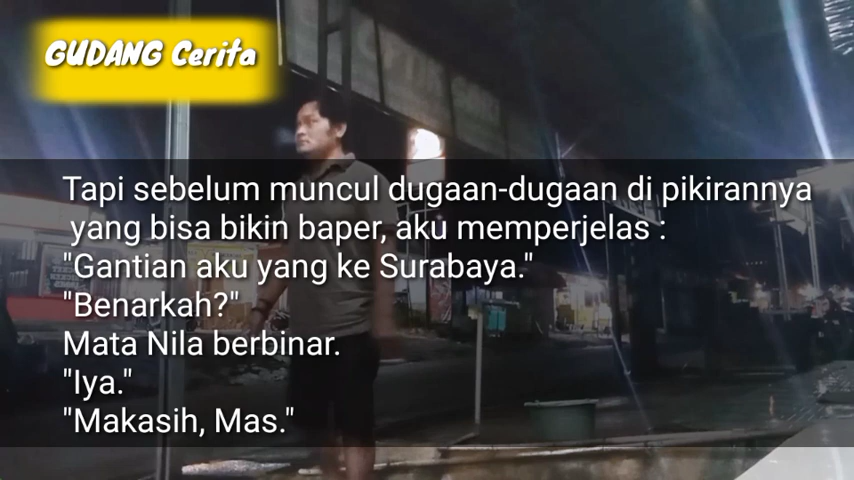 GUDANG Cerita
Tapi sebelum muncul dugaan-dugaan di pikirannya
yang bisa bikin baper, aku memperjelas :
"Gantian aku yang ke Surabaya."
"Benarkah?"
Mata Nila berbinar.
"Iya."
"Makasih, Mas."